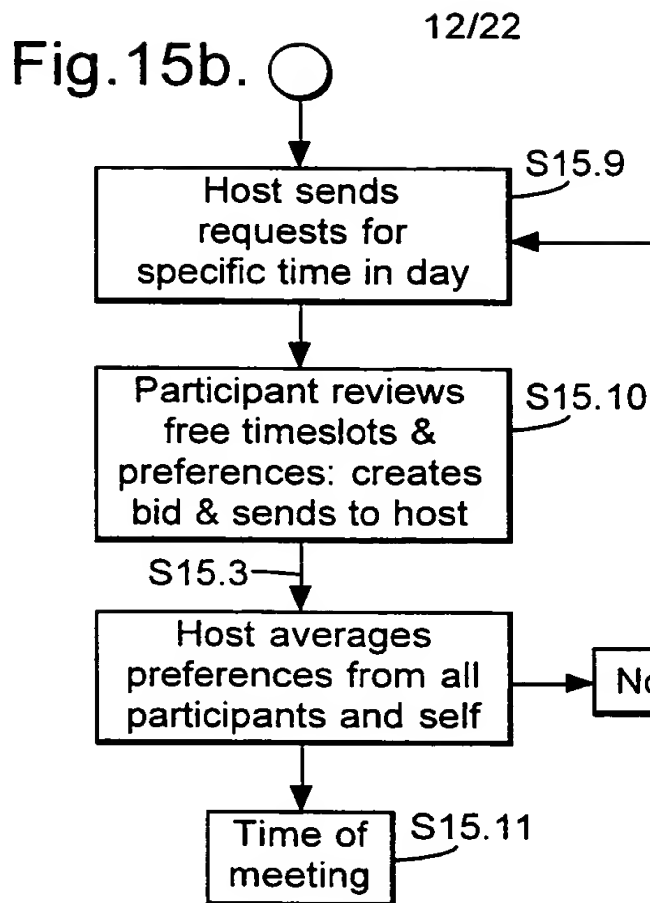 12/22
Fig.15b.
S15.9
Host sends
requests for
specific time in day
S15.10
Participant reviews
free timeslots &
preferences: creates
bid & sends to host
S15.3
Host averages
preferences from all
participants and self
No
Time of
meeting
S15.11